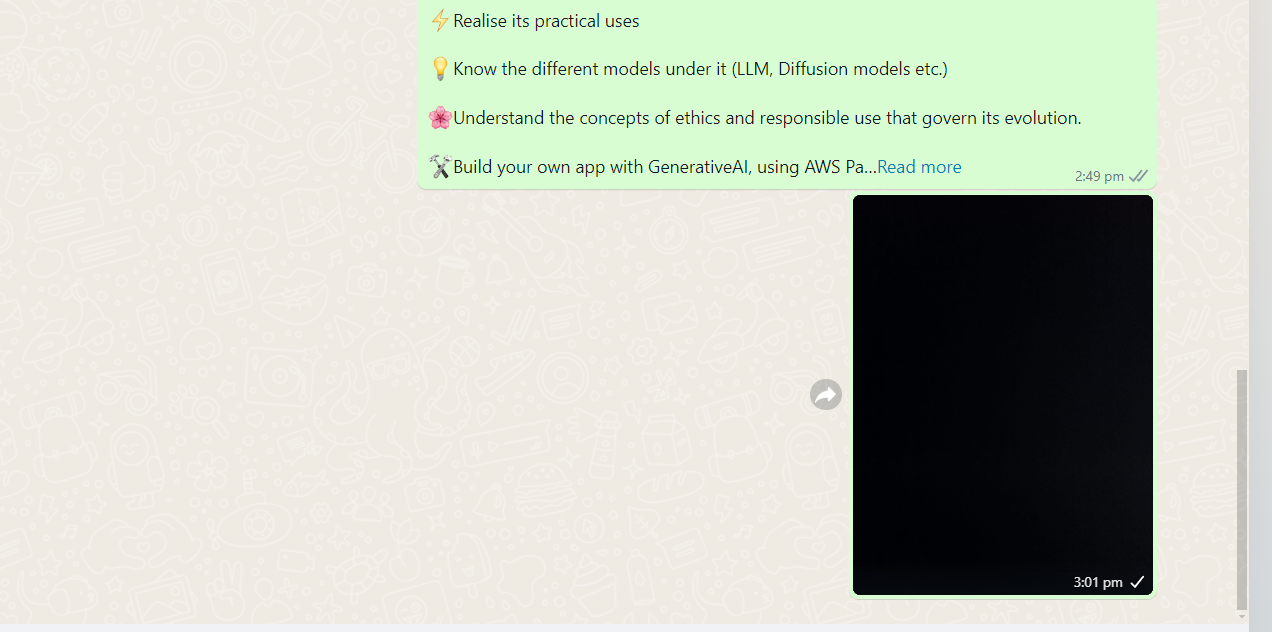 ⚡Realise its practical uses
💡Know the different models under it (LLM, Diffusion models etc.)
🌸Understand the concepts of ethics and responsible use that govern its evolution.
🛠Build your own app with GenerativeAI, using AWS Pa...Read more
2:49 pm
3:01 pm